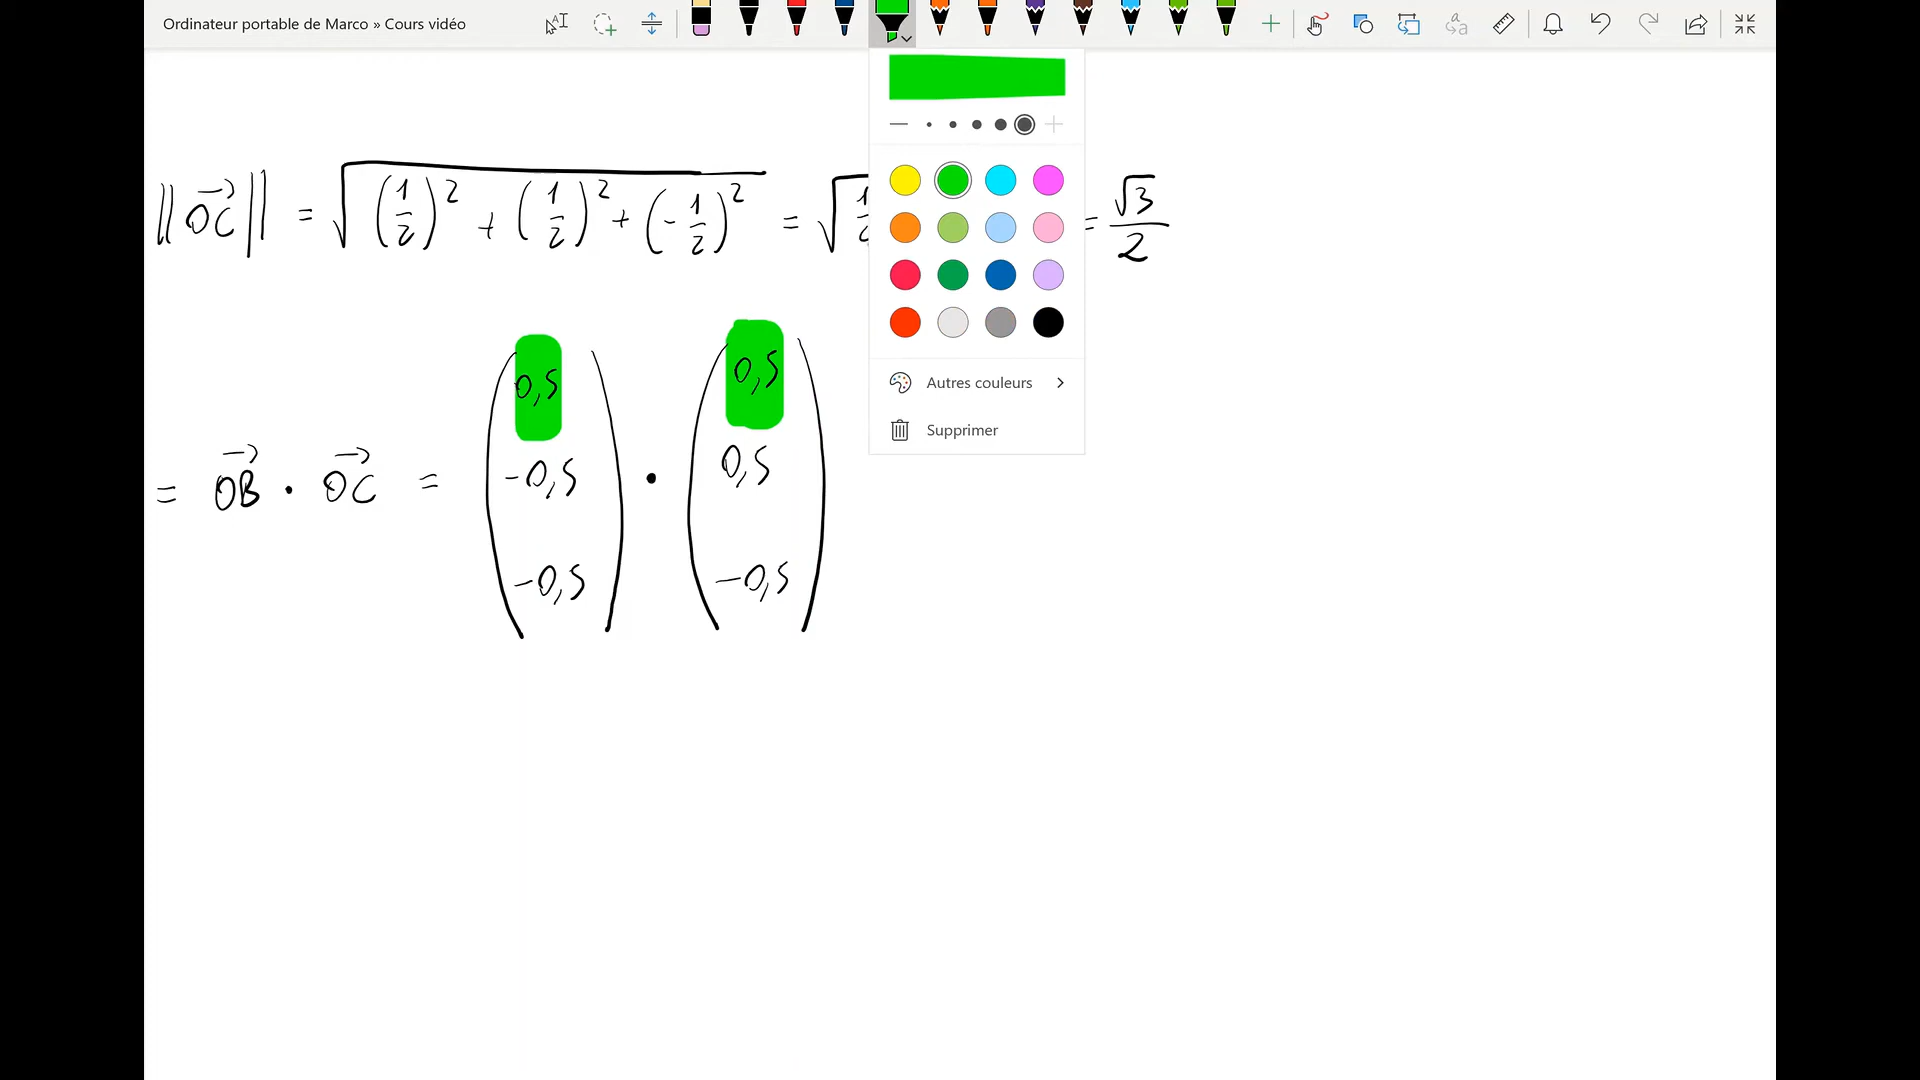 Ordinateur portable de Marco » Cours vidéo
||OC→|| = √((1/2)² + (1/2)² + (-1/2)²) = √1 = √3/2
Autres couleurs
Supprimer
= OB→ · OC→ = (0,5 -0,5 -0,5) · (0,5 0,5 -0,5)